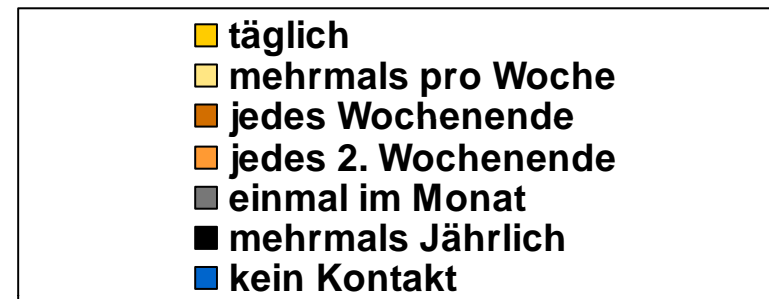 täglich
mehrmals pro Woche
jedes Wochenende
jedes 2. Wochenende
einmal im Monat
mehrmals Jährlich
kein Kontakt